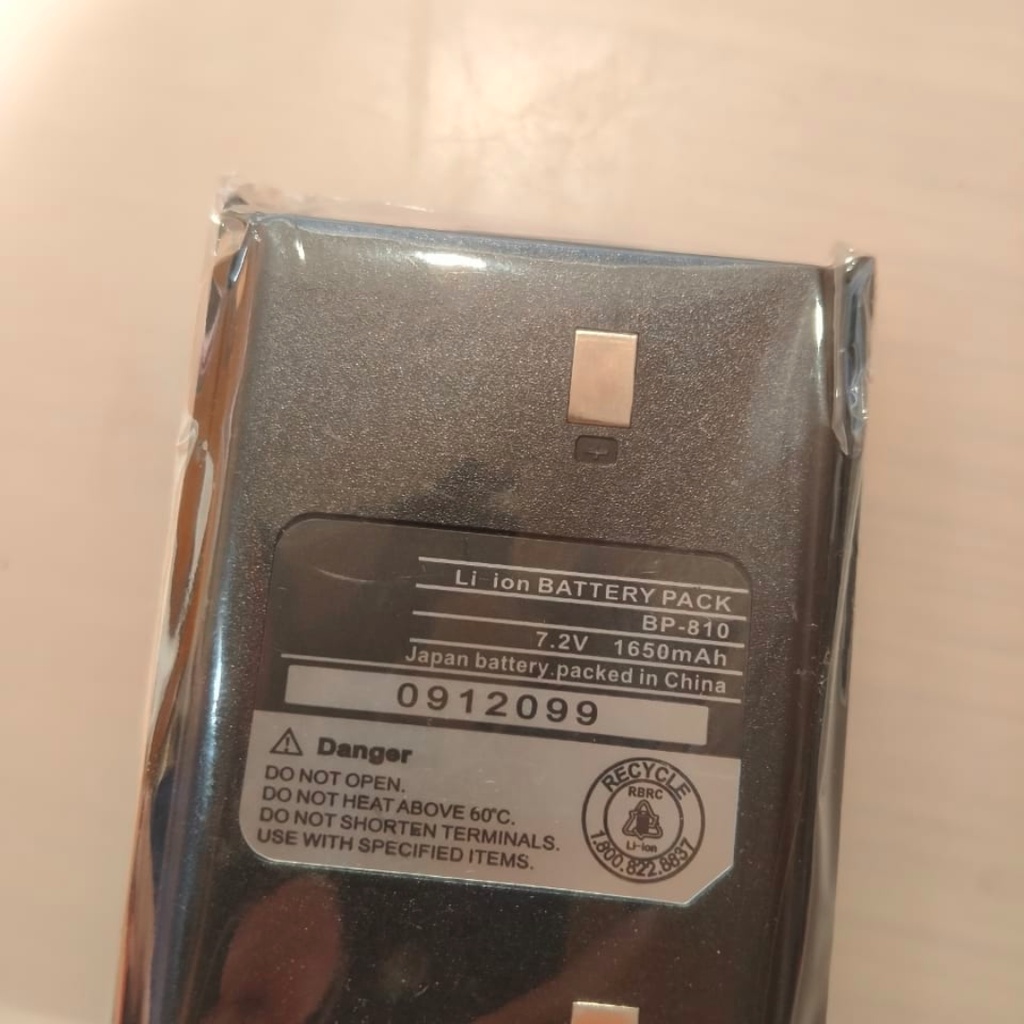 Li-ion BATTERY PACK
BP-810
7.2V 1650mAh
Japan battery.packed in China
0912099
Danger
DO NOT OPEN.
DO NOT HEAT ABOVE 60°C.
DO NOT SHORTEN TERMINALS.
USE WITH SPECIFIED ITEMS.
RECYCLE
RBRC
Li-ion
1.800.822.8837